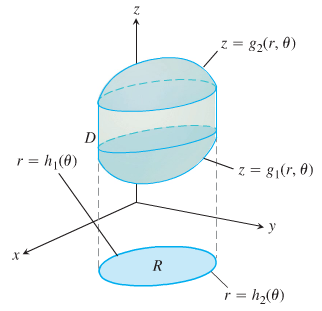 z
z = g₂(r, θ)
D
r = h₁(θ)
z = g₁(r, θ)
y
x
R
r = h₂(θ)